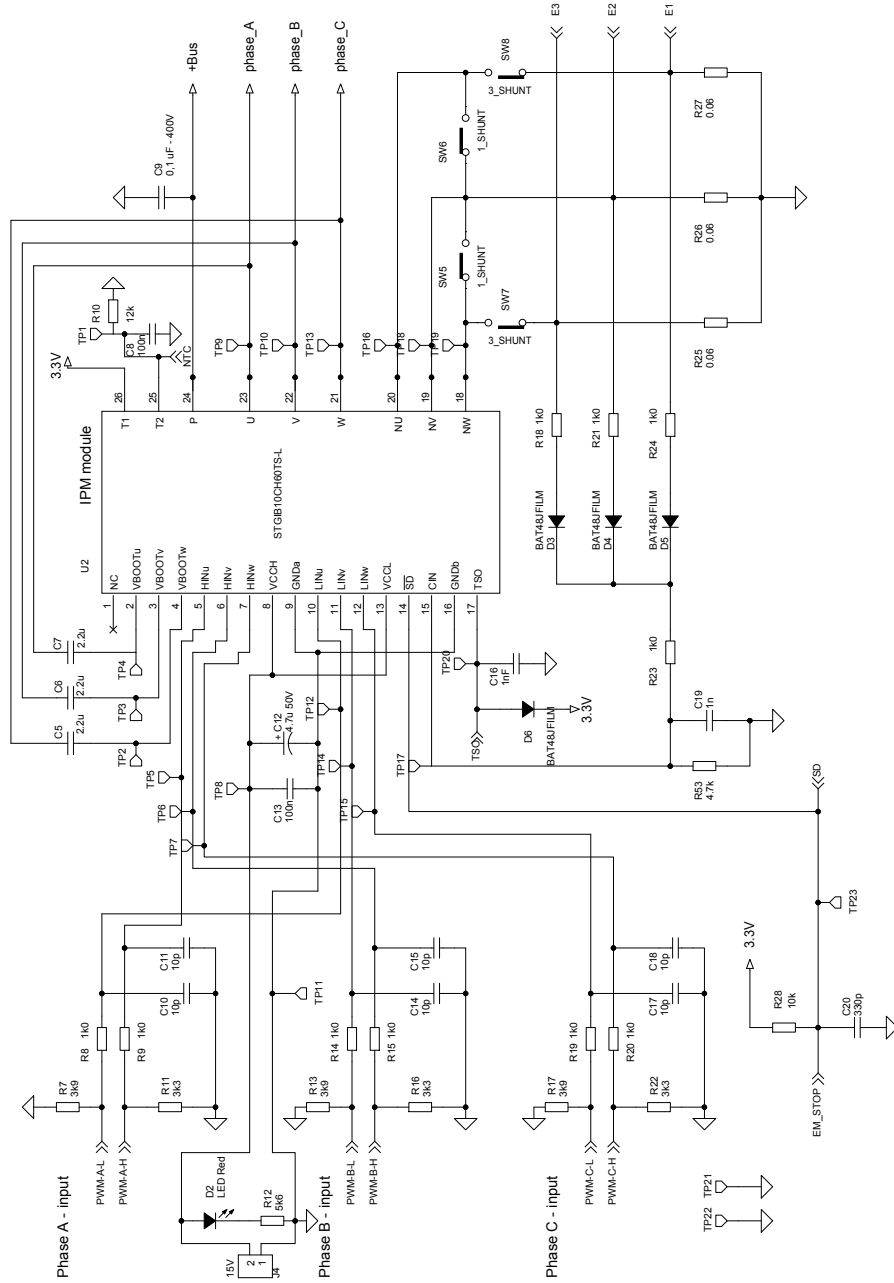 Phase A - input
PWM-A-L
PWM-A-H
R7
3k9
R8 1k0
R9 1k0
R11
3k3
C10
10p
C11
10p
15V
2
1
J4
D2
LED Red
R12
5k6
TP11
Phase B - input
PWM-B-L
PWM-B-H
R13
3k9
R14 1k0
R15 1k0
R16
3k3
C14
10p
C15
10p
Phase C - input
PWM-C-L
PWM-C-H
R17
3k9
R19 1k0
R20 1k0
R22
3k3
C17
10p
C18
10p
TP22
TP21
EM_STOP
R28
10k
3.3V
C20
330p
TP23
SD
TP5
TP6
TP7
TP8
C13
100n
+ C12
4.7u 50V
TP12
TP14
TP15
TP17
TP20
C16
1nF
TSO
D6
BAT48JFILM
3.3V
R53
4.7k
C19
1n
R23
1k0
C5
2.2u
C6
2.2u
C7
2.2u
TP2
TP3
TP4
U2
IPM module
STGIB10CH60TS-L
1
NC
2
VBOOTu
3
VBOOTv
4
VBOOTw
5
HINu
6
HINv
7
HINw
8
VCCH
9
GNDa
10
LINu
11
LINv
12
LINw
13
VCCL
14
SD
15
CIN
16
GNDb
17
TSO
26
T1
25
T2
24
P
23
U
22
V
21
W
20
NU
19
NV
18
NW
3.3V
TP1
R10
12k
C8
100n
NTC
C9
0,1 uF - 400V
+Bus
phase_A
phase_B
phase_C
TP9
TP10
TP13
TP16
TP18
TP19
SW5
1_SHUNT
SW6
1_SHUNT
SW7
3_SHUNT
SW8
3_SHUNT
BAT48JFILM
D3
BAT48JFILM
D4
BAT48JFILM
D5
R18 1k0
R21 1k0
R24 1k0
R25
0.06
R26
0.06
R27
0.06
E3
E2
E1